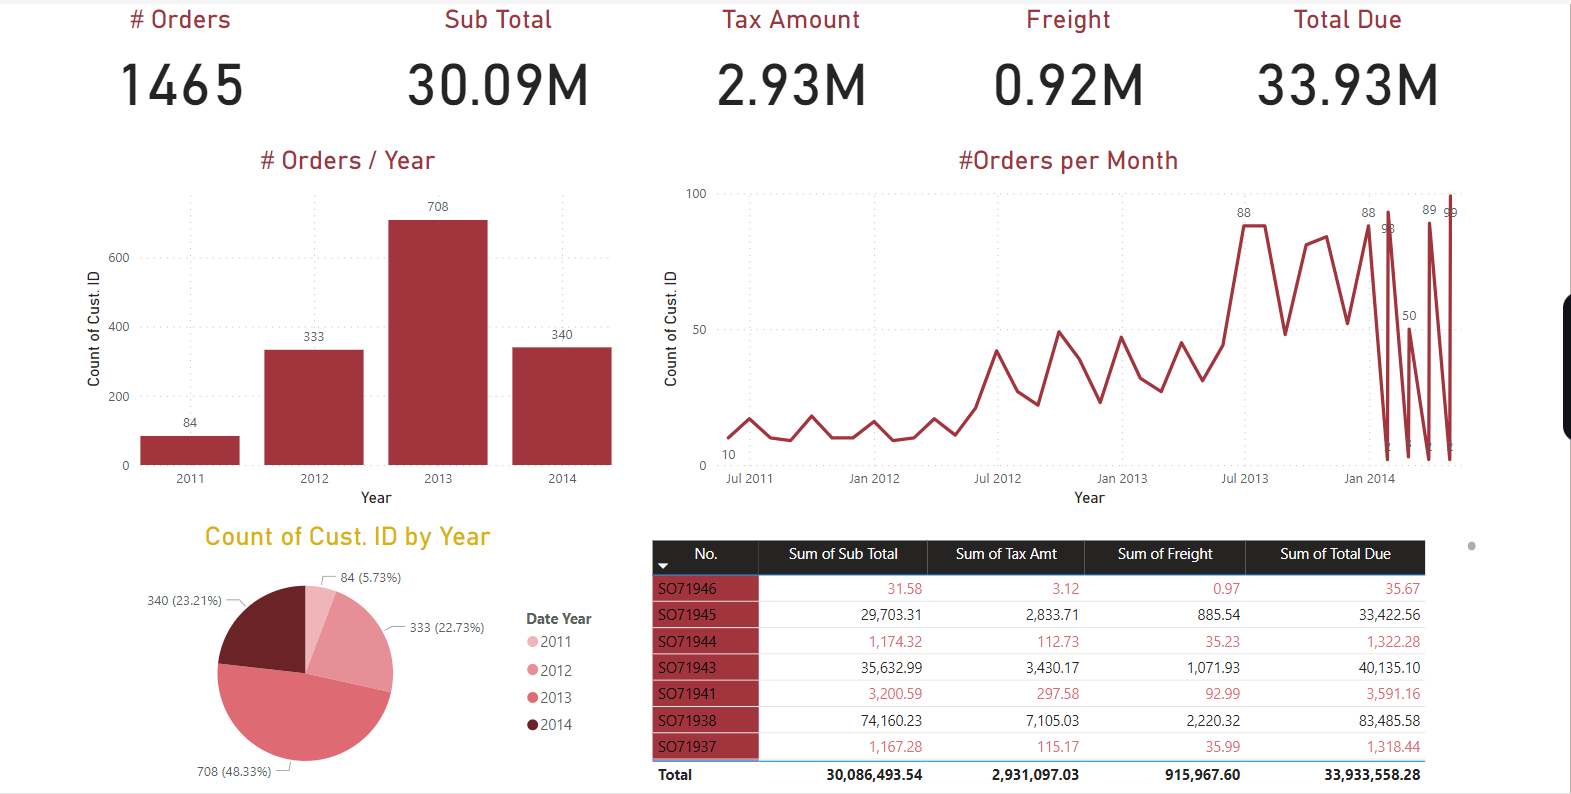 # Orders
Sub Total
Tax Amount
Freight
Total Due
1465
30.09M
2.93M
0.92M
33.93M
# Orders / Year
Count of Cust. ID
600
400
200
0
84
333
708
340
2011
2012
2013
2014
Year
#Orders per Month
Count of Cust. ID
100
50
0
10
88
88
93
50
89
99
2
2
2
Jul 2011
Jan 2012
Jul 2012
Jan 2013
Jul 2013
Jan 2014
Year
Count of Cust. ID by Year
84 (5.73%)
333 (22.73%)
708 (48.33%)
340 (23.21%)
Date Year
2011
2012
2013
2014
No. Sum of Sub Total Sum of Tax Amt Sum of Freight Sum of Total Due
SO71946 31.58 3.12 0.97 35.67
SO71945 29,703.31 2,833.71 885.54 33,422.56
SO71944 1,174.32 112.73 35.23 1,322.28
SO71943 35,632.99 3,430.17 1,071.93 40,135.10
SO71941 3,200.59 297.58 92.99 3,591.16
SO71938 74,160.23 7,105.03 2,220.32 83,485.58
SO71937 1,167.28 115.17 35.99 1,318.44
Total 30,086,493.54 2,931,097.03 915,967.60 33,933,558.28